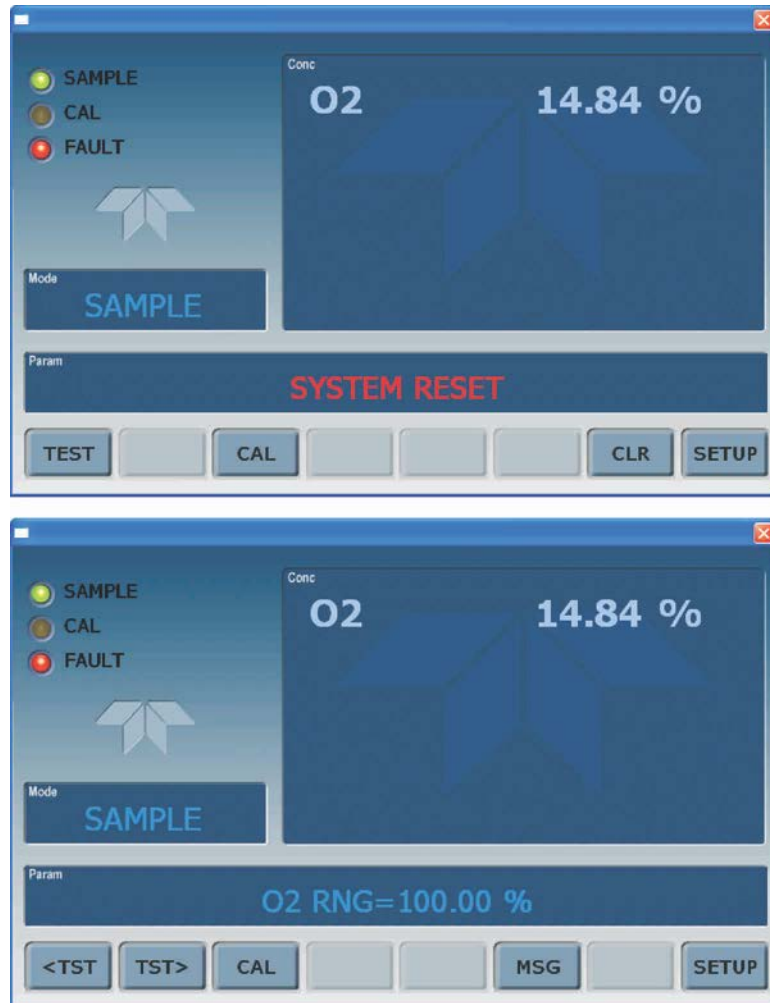 SAMPLE
CAL
FAULT
Conc
O2 14.84 %
Mode
SAMPLE
Param
SYSTEM RESET
TEST CAL CLR SETUP
SAMPLE
CAL
FAULT
Conc
O2 14.84 %
Mode
SAMPLE
Param
O2 RNG=100.00 %
<TST TST> CAL MSG SETUP